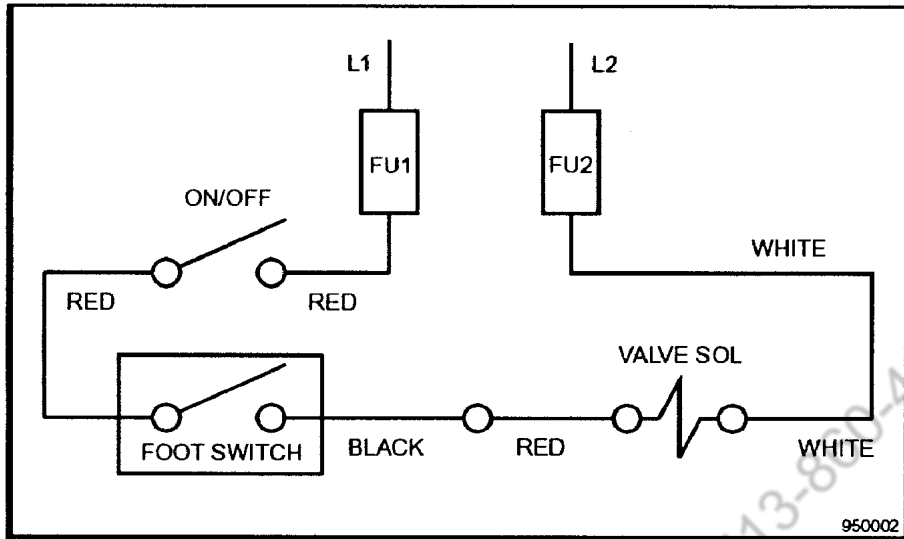 L1
L2
FU1
FU2
ON/OFF
WHITE
RED
RED
VALVE SOL
FOOT SWITCH
BLACK
RED
WHITE
950002